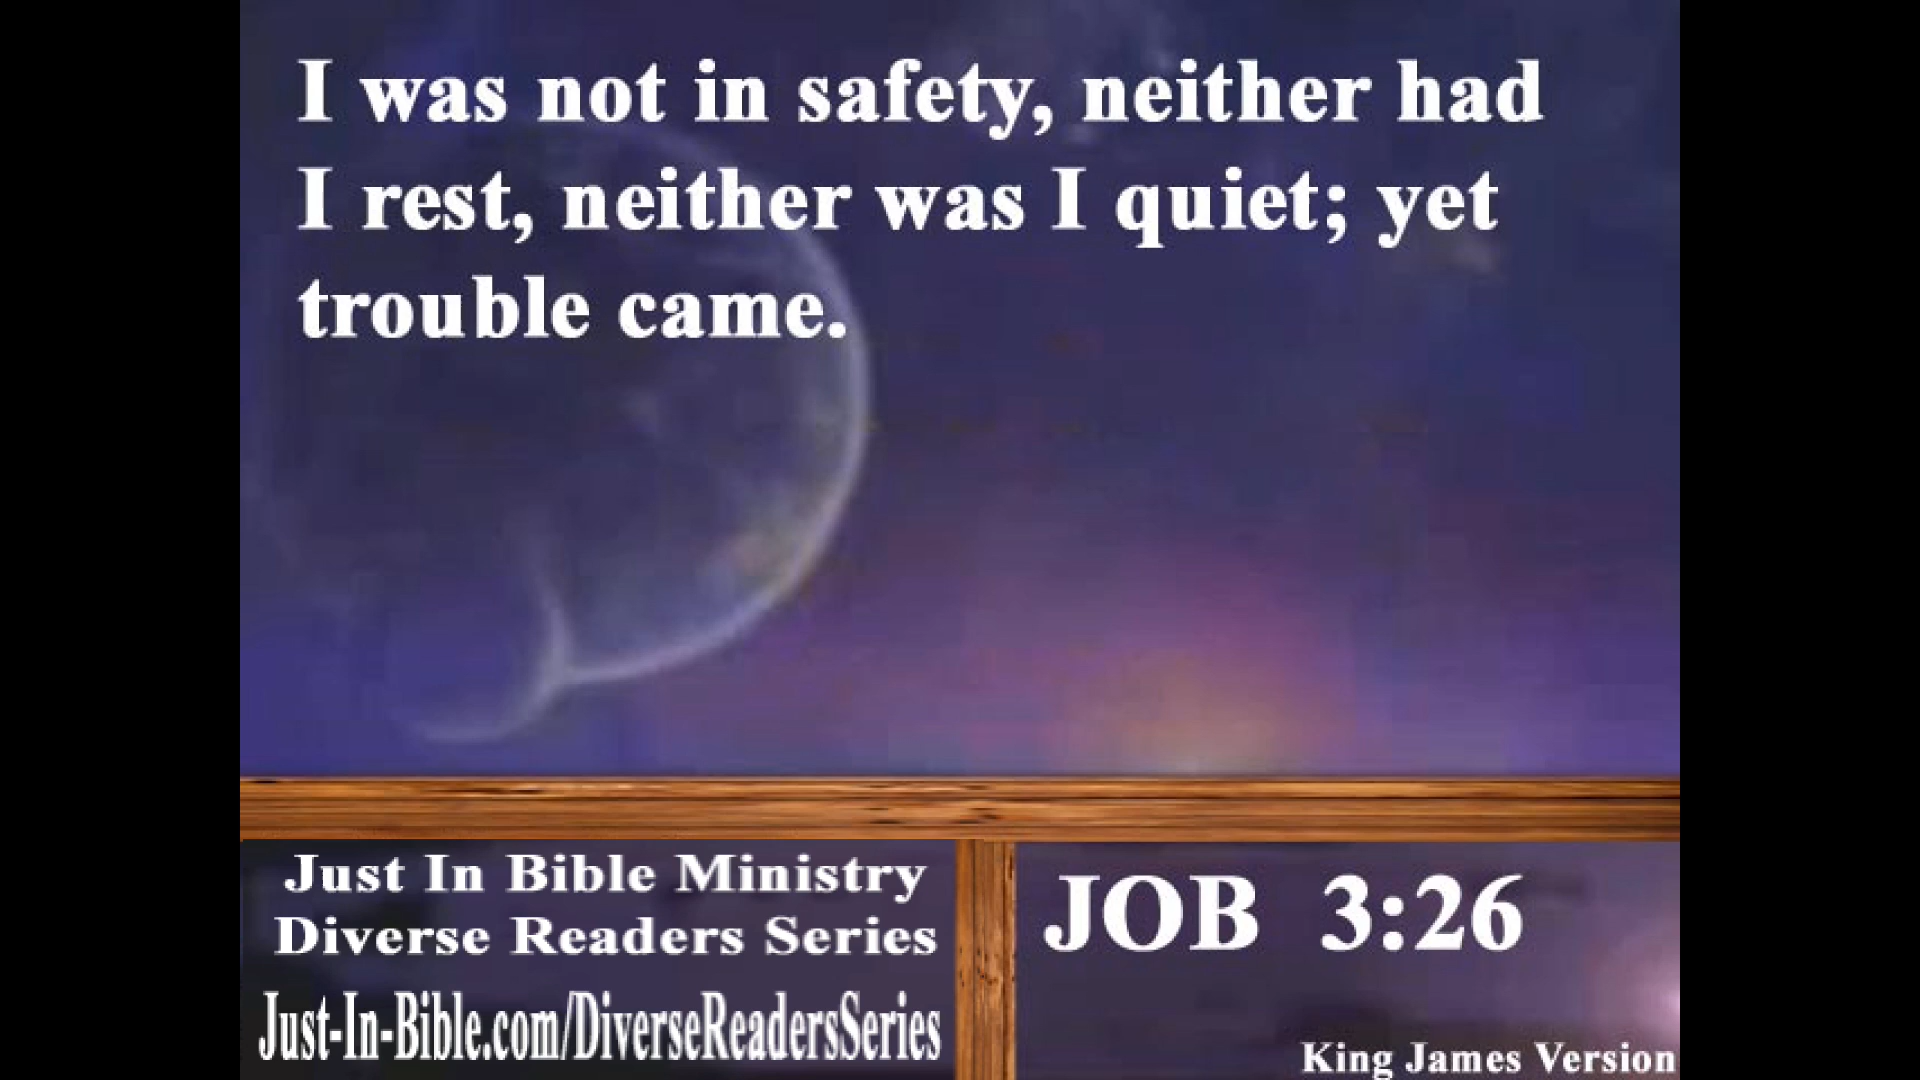 I was not in safety, neither had
I rest, neither was I quiet; yet
trouble came.
Just In Bible Ministry
Diverse Readers Series
Just-In-Bible.com/DiverseReadersSeries
JOB 3:26
King James Version